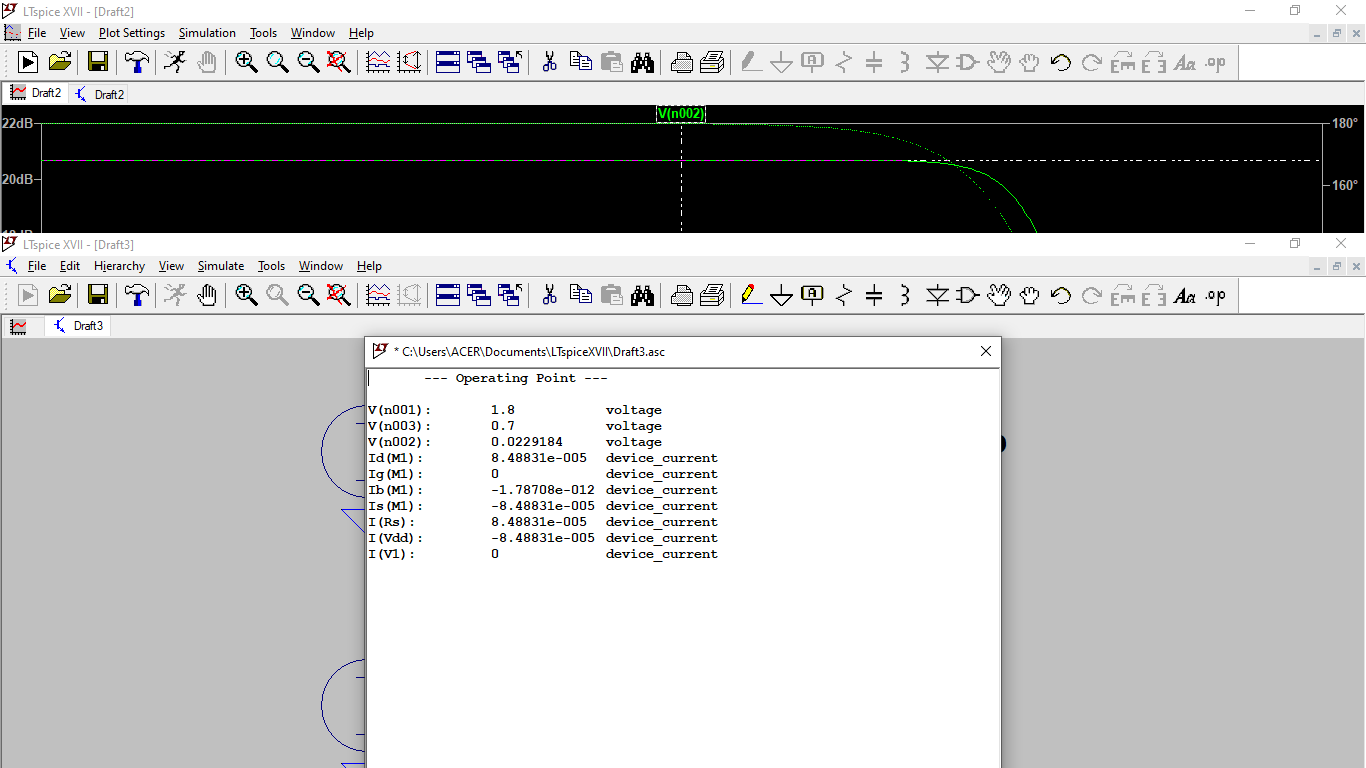 LTspice XVII - [Draft2]
File View Plot Settings Simulation Tools Window Help
Draft2 Draft2
V(n002)
22dB 180°
20dB 160°
LTspice XVII - [Draft3]
File Edit Hierarchy View Simulate Tools Window Help
Draft3
* C:\Users\ACER\Documents\LTspiceXVII\Draft3.asc
--- Operating Point ---
V(n001): 1.8 voltage
V(n003): 0.7 voltage
V(n002): 0.0229184 voltage
Id(M1): 8.48831e-005 device_current
Ig(M1): 0 device_current
Ib(M1): -1.78708e-012 device_current
Is(M1): -8.48831e-005 device_current
I(Rs): 8.48831e-005 device_current
I(Vdd): -8.48831e-005 device_current
I(V1): 0 device_current